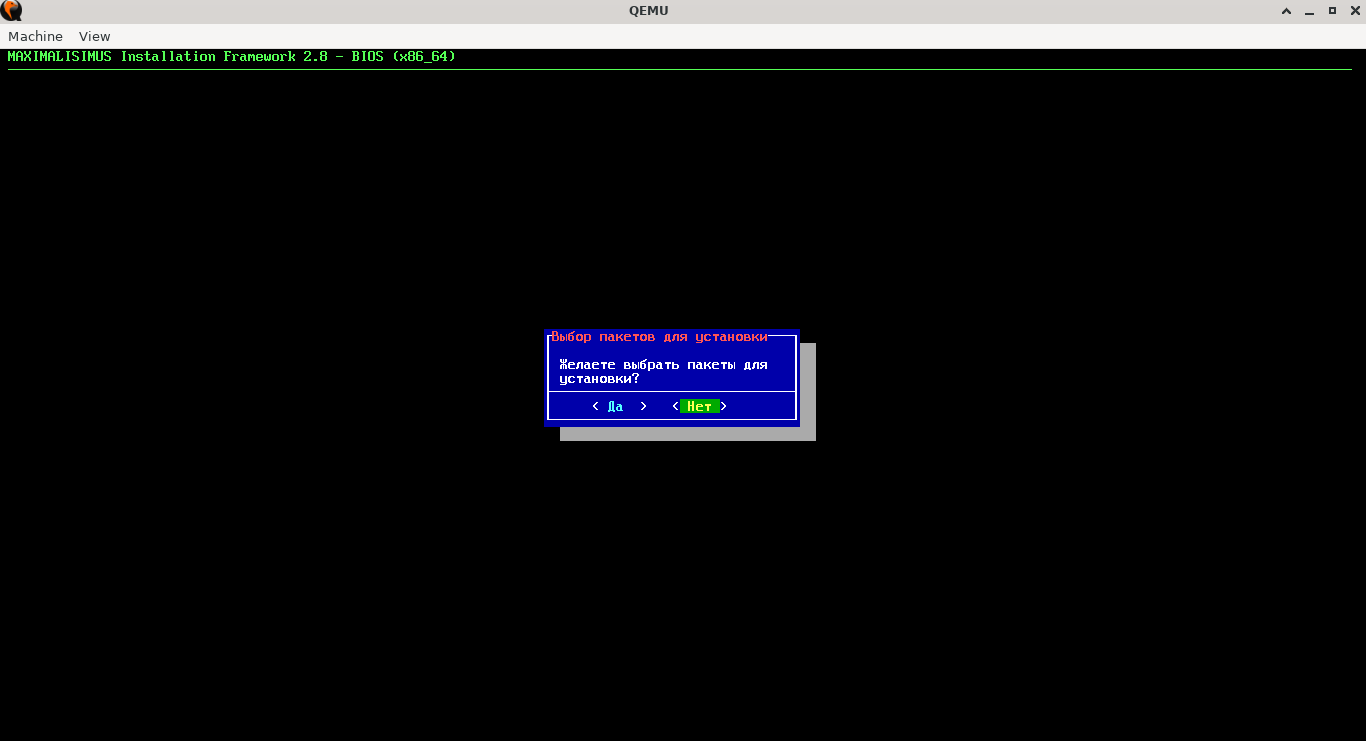 QEMU
Machine View
MAXIMALISIMUS Installation Framework 2.8 - BIOS (x86_64)
Выбор пакетов для установки
Желаете выбрать пакеты для
установки?
< Да > < Нет >